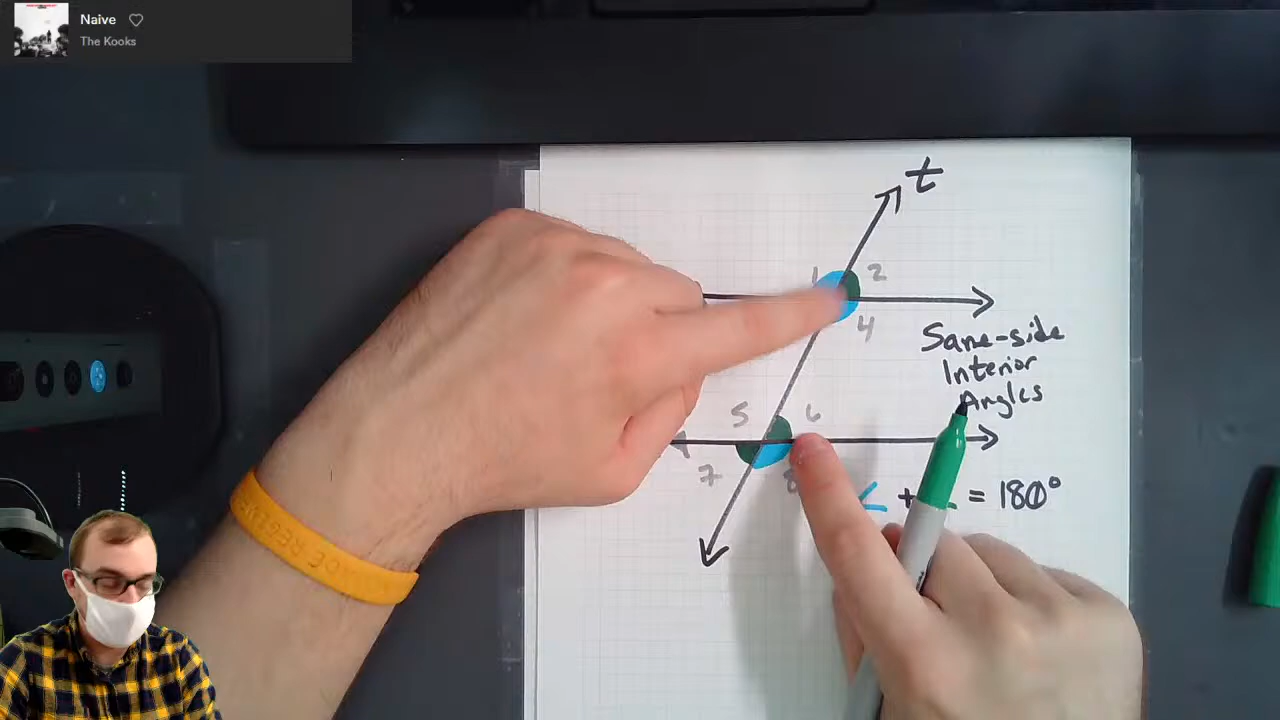 Naive
The Kooks
t
1 2
4
Same-side
Interior
Angles
5 6
7 8
∠ + ∠ = 180°